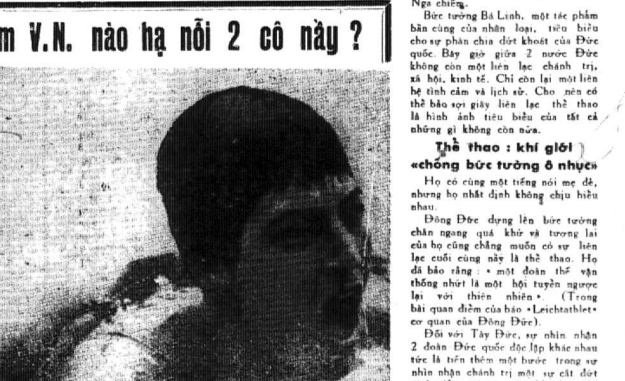 m V.N. nào hạ nổi 2 cô nầy ?
Nga chiếm.
Bức tường Bá Linh, một tác phẩm
bần cùng của nhân loại, tiêu biểu
cho sự phân chia dứt khoát của Đức
quốc. Bây giờ giữa 2 nước Đức
không còn một liên lạc chánh trị,
xã hội, kinh tế. Chỉ còn lại một liên
hệ tình cảm và lịch sử. Cho nên có
thể bảo sợi giây liên lạc thể thao
là hình ảnh tiêu biểu của tất cả
những gì không còn nữa.
Thể thao : khí giới
«chống bức tường ô nhục»
Họ có cùng một tiếng nói mẹ đẻ,
nhưng họ nhất định không chịu hiểu
nhau.
Đông Đức dựng lên bức tường
chắn ngang quá khứ và tương lai
của họ cũng chẳng muốn có sự liên
lạc cuối cùng nầy là thể thao. Họ
đã bảo rằng : « một đoàn thể vận
thống nhứt là một hội tuyển ngược
lại với thiên nhiên ». (Trong
bài quan điểm của báo «Leichtathlet»
cơ quan của Đông Đức).
Đối với Tây Đức, sự nhìn nhận
2 đoàn Đức quốc độc lập khác nhau
tức là tiến thêm một bước trong sự
nhìn nhận chánh trị một sự cắt đứt